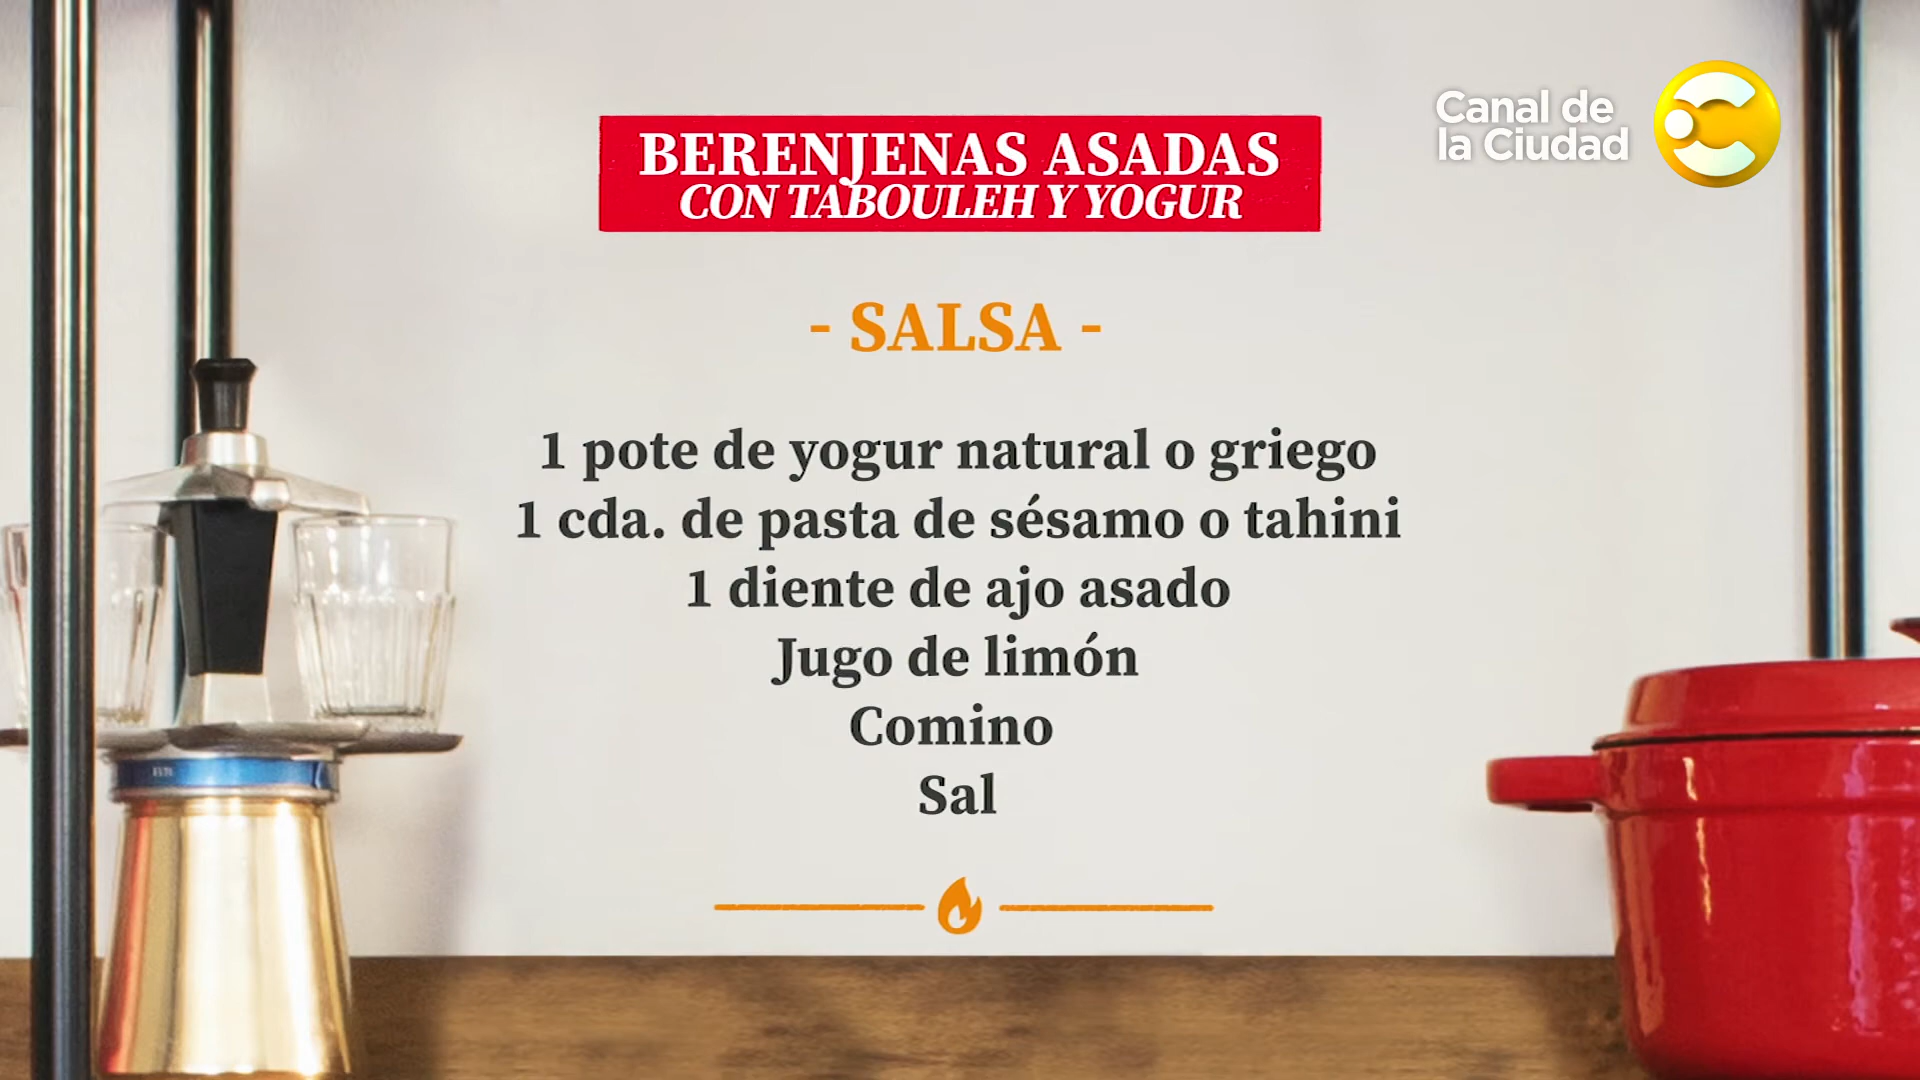 BERENJENAS ASADAS
CON TABOULEH Y YOGUR
Canal de
la Ciudad
- SALSA -
1 pote de yogur natural o griego
1 cda. de pasta de sésamo o tahini
1 diente de ajo asado
Jugo de limón
Comino
Sal